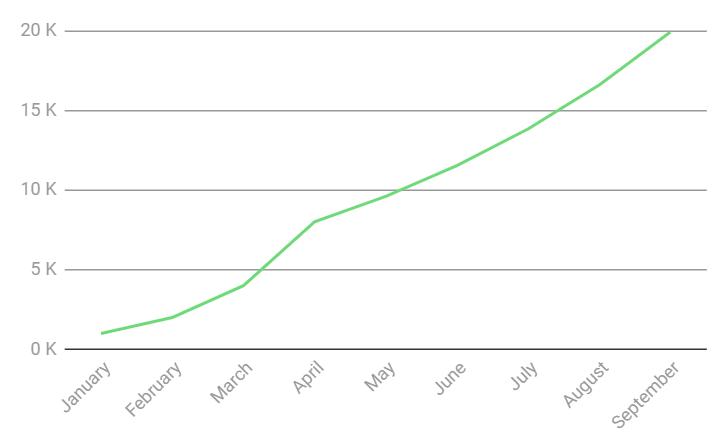 20 K
15 K
10 K
5 K
0 K
January
February
March
April
May
June
July
August
September